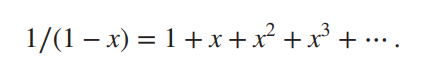 1/(1 − x) = 1 + x + x² + x³ + ⋯ .